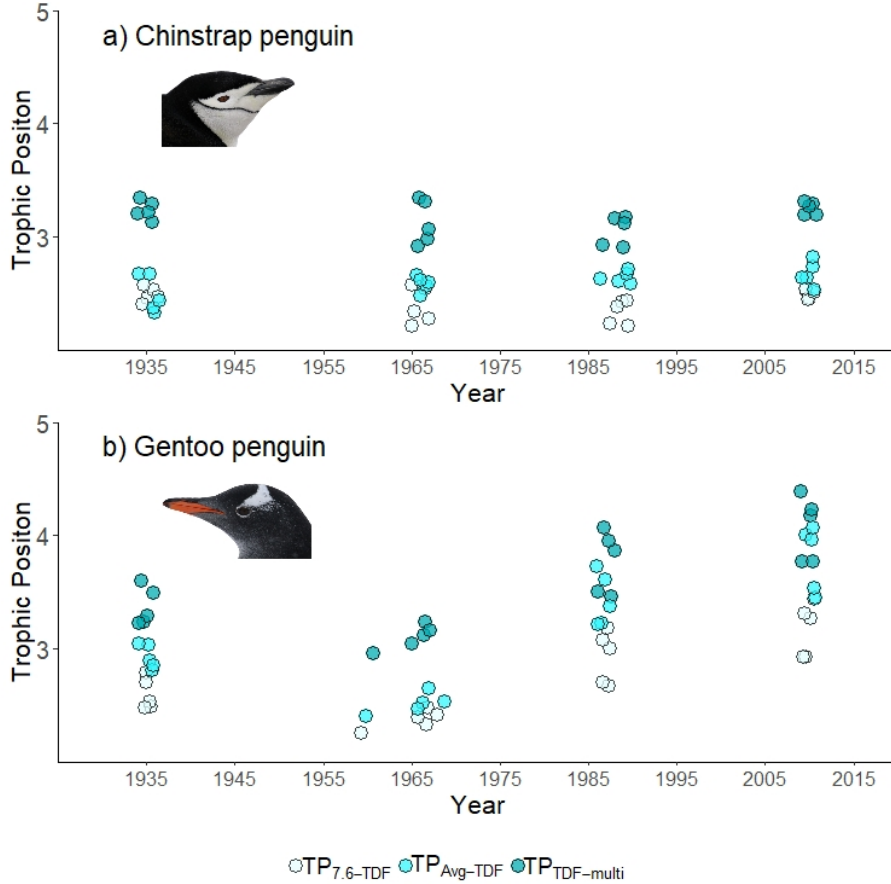 a) Chinstrap penguin
5
4
3
Trophic Positon
1935 1945 1955 1965 1975 1985 1995 2005 2015
Year
b) Gentoo penguin
5
4
3
Trophic Positon
1935 1945 1955 1965 1975 1985 1995 2005 2015
Year
TP7.6−TDF TPAvg−TDF TPTDF−multi